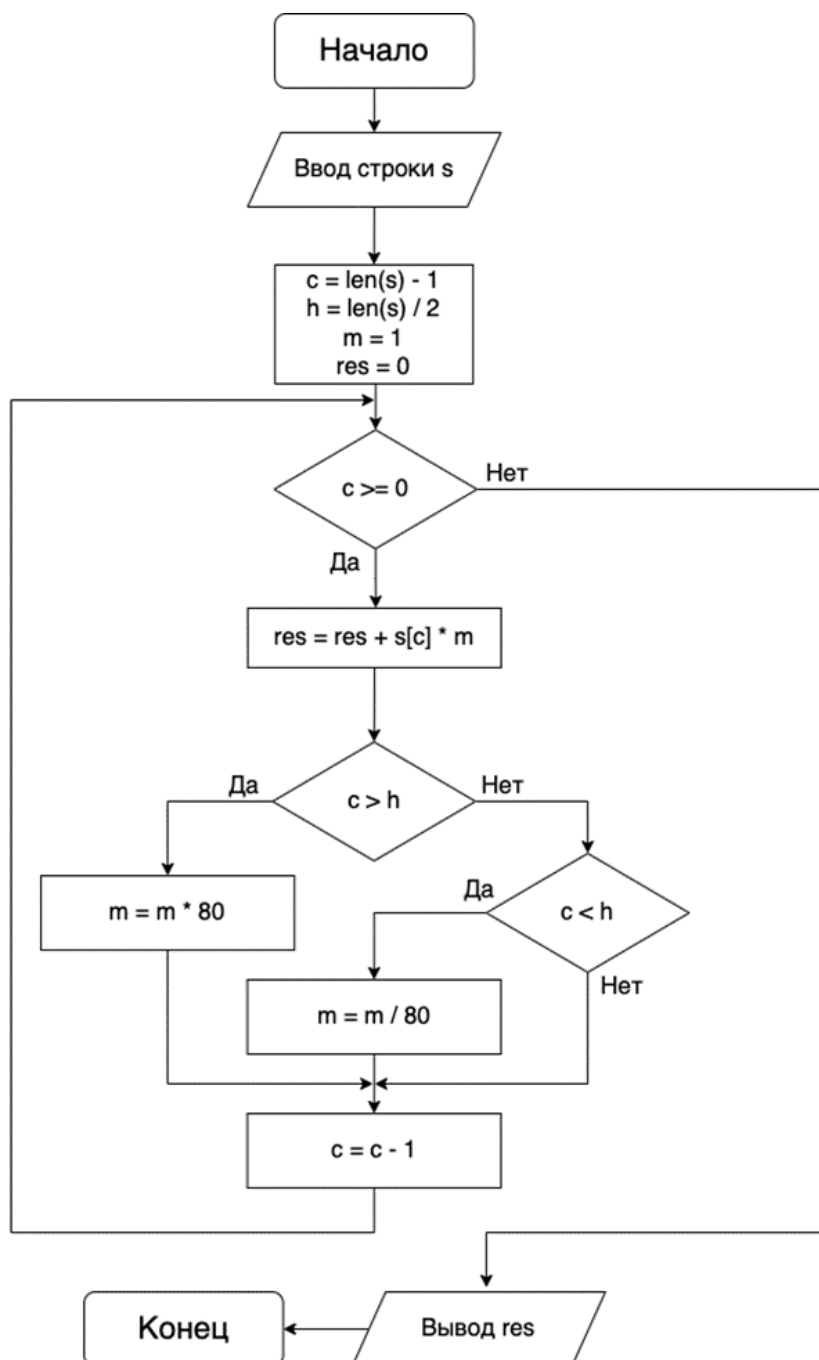 Начало
Ввод строки s
c = len(s) - 1
h = len(s) / 2
m = 1
res = 0
c >= 0
Нет
Да
res = res + s[c] * m
c > h
Да
Нет
m = m * 80
c < h
Да
Нет
m = m / 80
c = c - 1
Вывод res
Конец